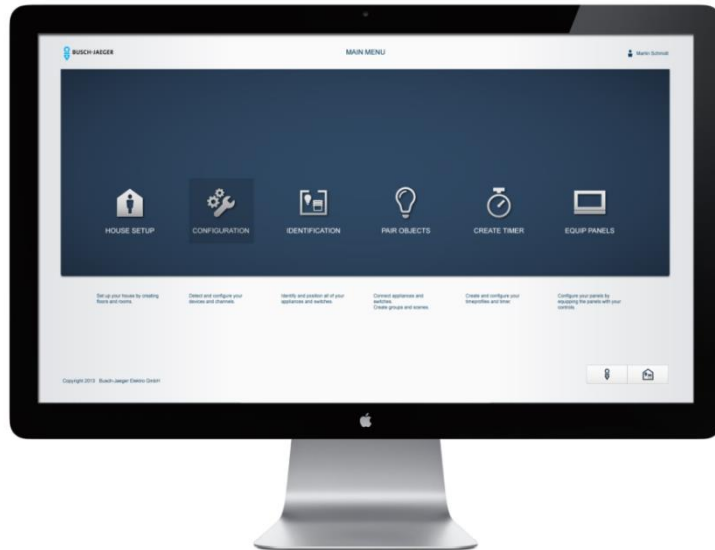 BUSCH-JAEGER
MAIN MENU
Martin Schmidt
HOUSE SETUP
CONFIGURATION
IDENTIFICATION
PAIR OBJECTS
CREATE TIMER
EQUIP PANELS
Set up your house by creating
floors and rooms.
Detect and configure your
devices and channels.
Identify and position all of your
appliances and switches.
Connect appliances and
switches.
Create groups and scenes.
Create and configure your
timeprofiles and timer.
Configure your panels by
equipping the panels with your
controls.
Copyright 2013 Busch-Jaeger Elektro GmbH